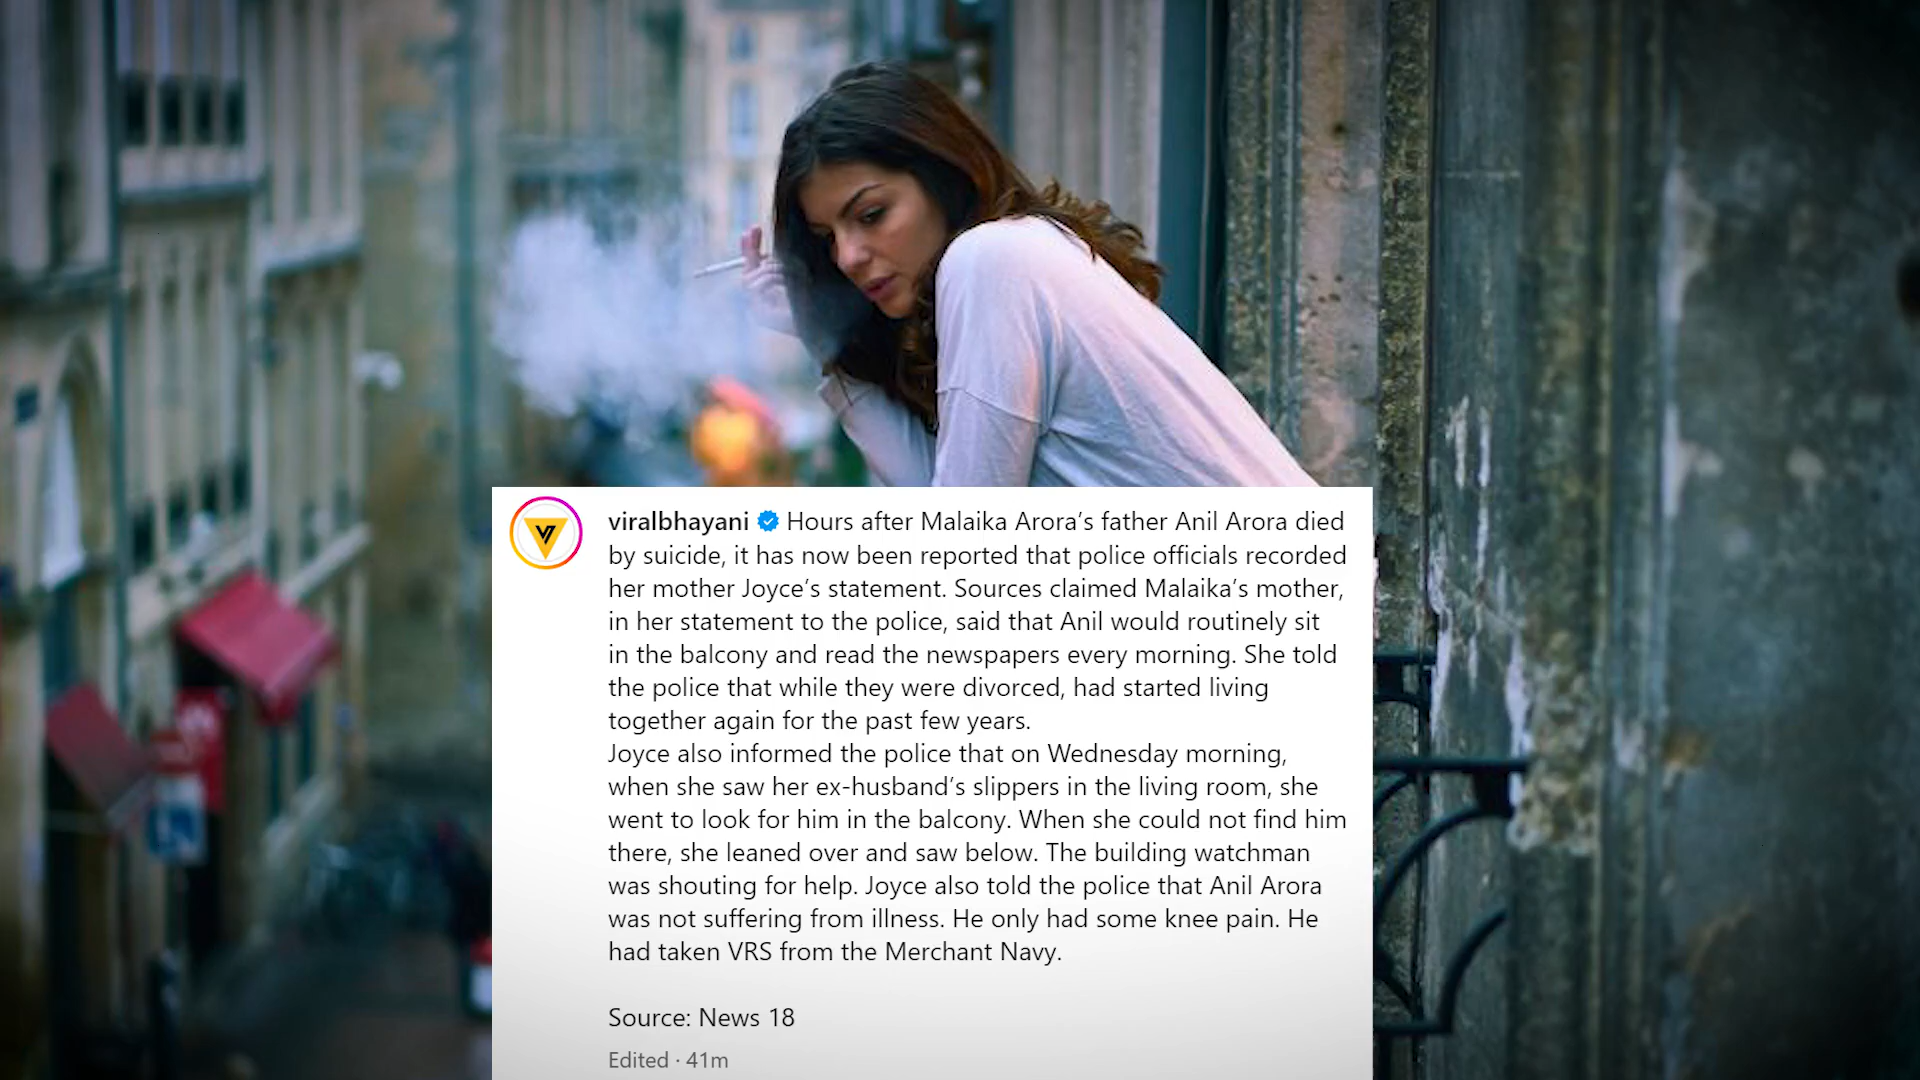 viralbhayani Hours after Malaika Arora’s father Anil Arora died
by suicide, it has now been reported that police officials recorded
her mother Joyce’s statement. Sources claimed Malaika’s mother,
in her statement to the police, said that Anil would routinely sit
in the balcony and read the newspapers every morning. She told
the police that while they were divorced, had started living
together again for the past few years.
Joyce also informed the police that on Wednesday morning,
when she saw her ex-husband’s slippers in the living room, she
went to look for him in the balcony. When she could not find him
there, she leaned over and saw below. The building watchman
was shouting for help. Joyce also told the police that Anil Arora
was not suffering from illness. He only had some knee pain. He
had taken VRS from the Merchant Navy.
Source: News 18
Edited · 41m